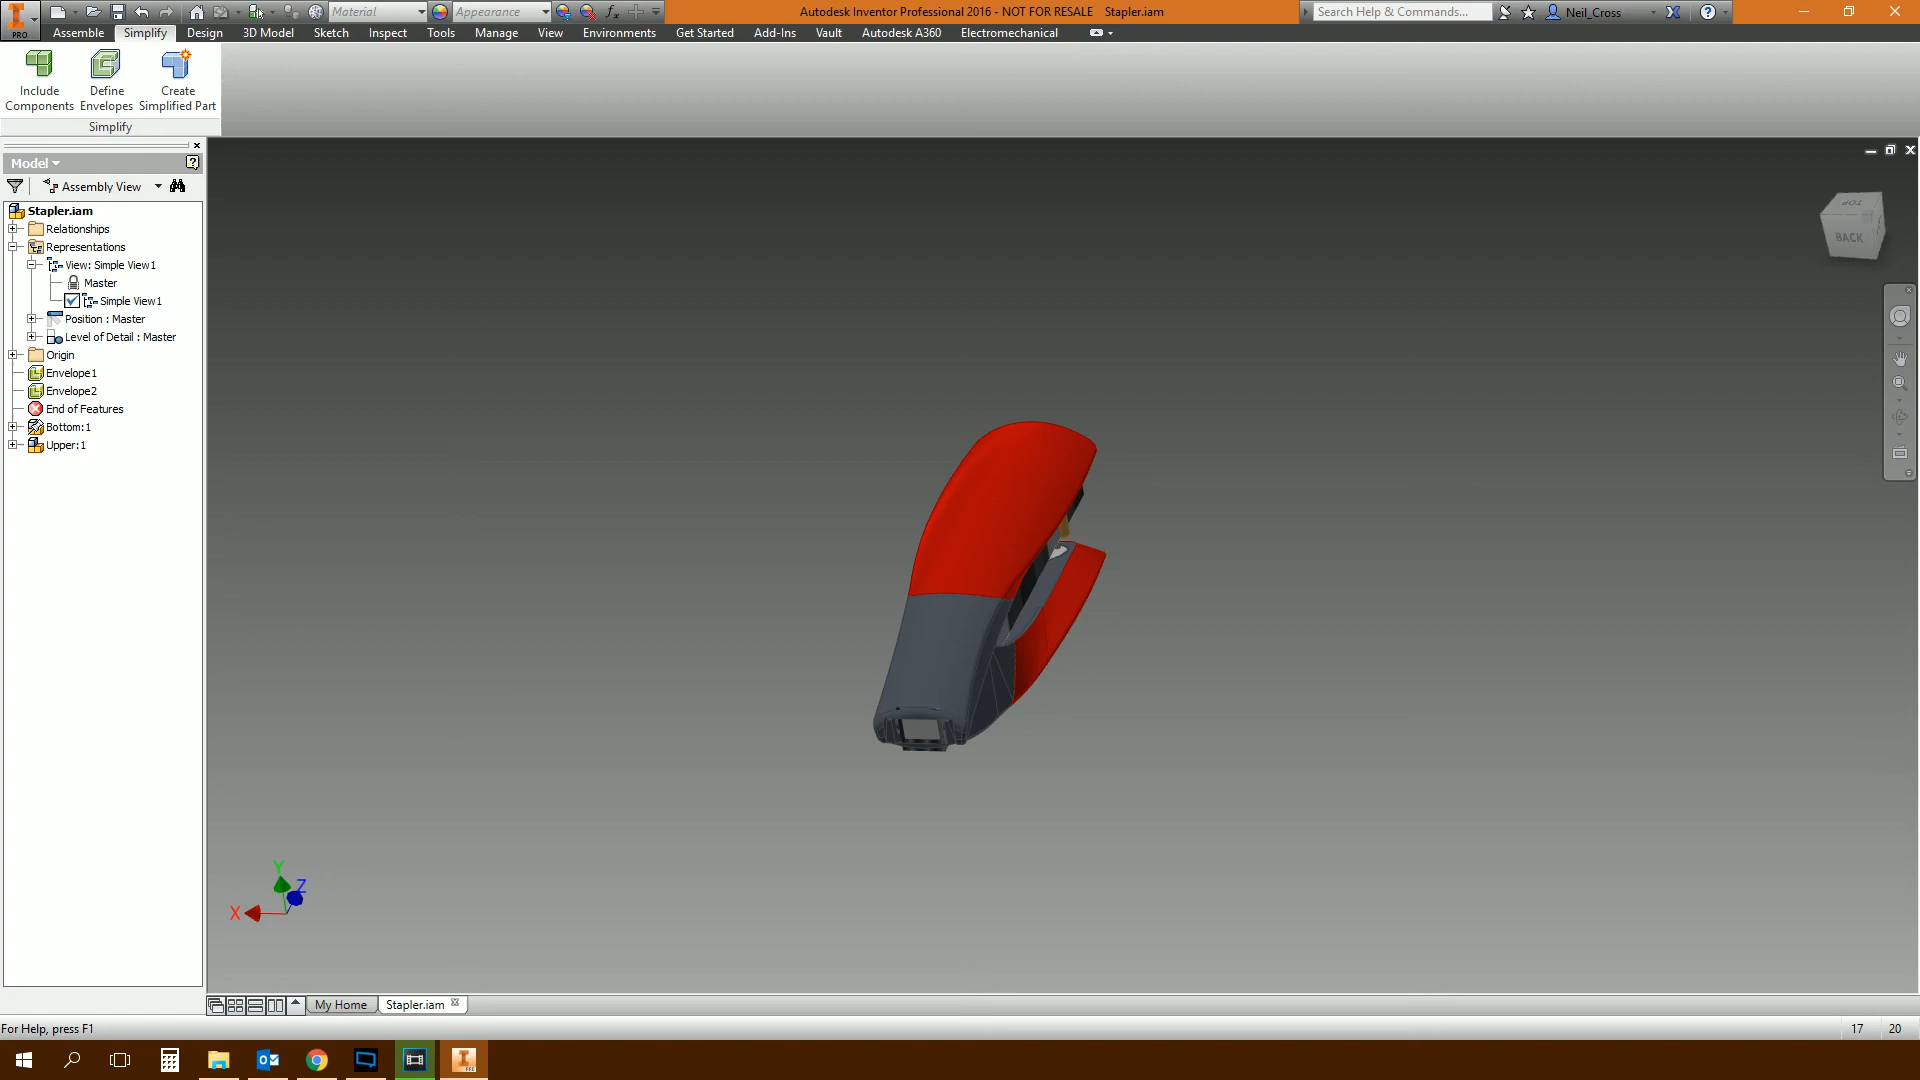 Material
Appearance
Autodesk Inventor Professional 2016 - NOT FOR RESALE Stapler.iam
Search Help & Commands...
Neil_Cross
PRO
Assemble Simplify Design 3D Model Sketch Inspect Tools Manage View Environments Get Started Add-Ins Vault Autodesk A360 Electromechanical
Include Components
Define Envelopes
Create Simplified Part
Simplify
Model
Assembly View
Stapler.iam
Relationships
Representations
View: Simple View1
Master
Simple View1
Position : Master
Level of Detail : Master
Origin
Envelope1
Envelope2
End of Features
Bottom:1
Upper:1
TOP
BACK
Y
Z
X
My Home
Stapler.iam
For Help, press F1
17 20